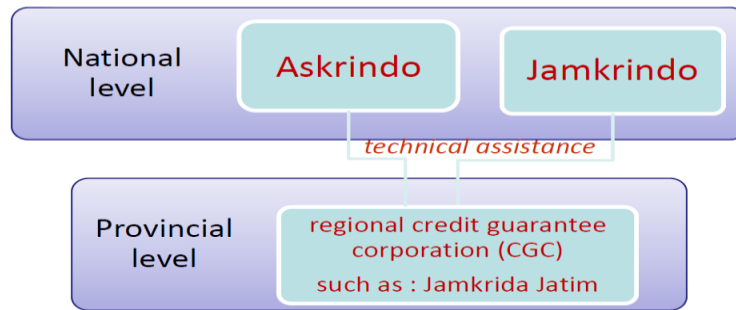 National
level
Askrindo
Jamkrindo
technical assistance
Provincial
level
regional credit guarantee
corporation (CGC)
such as : Jamkrida Jatim